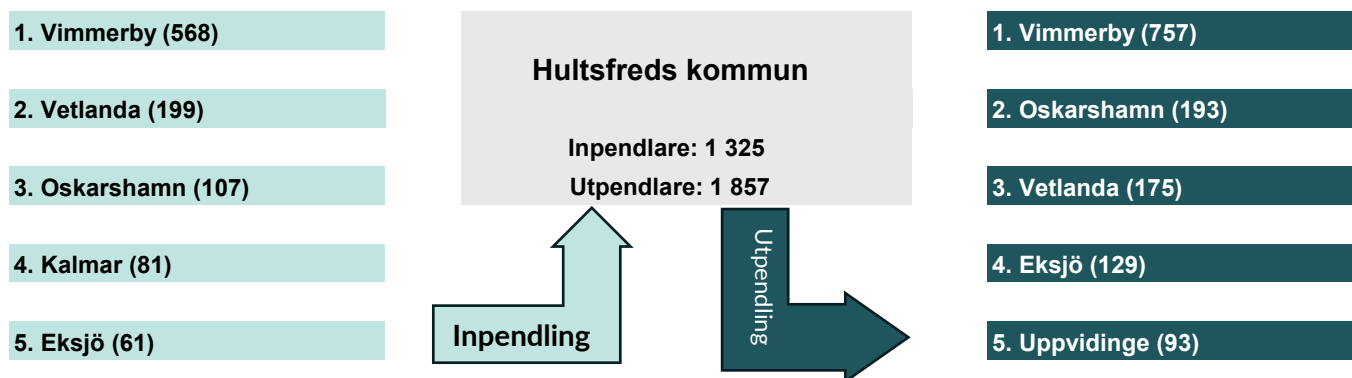 1. Vimmerby (568)
2. Vetlanda (199)
3. Oskarshamn (107)
4. Kalmar (81)
5. Eksjö (61)
Hultsfreds kommun
Inpendlare: 1 325
Utpendlare: 1 857
Inpendling
Utpendling
1. Vimmerby (757)
2. Oskarshamn (193)
3. Vetlanda (175)
4. Eksjö (129)
5. Uppvidinge (93)